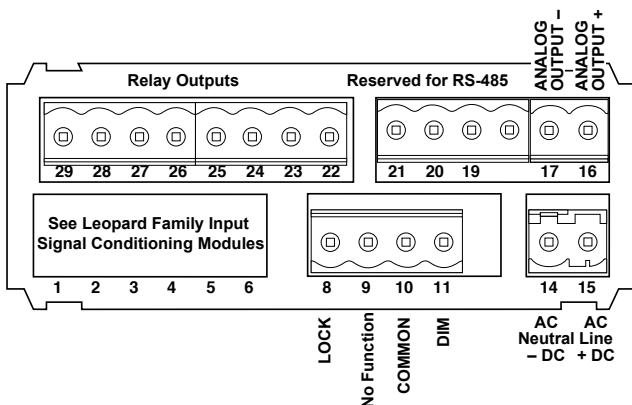 ANALOG
OUTPUT –
ANALOG
OUTPUT +
Relay Outputs
Reserved for RS-485
29 28 27 26 25 24 23 22
21 20 19 17 16
See Leopard Family Input
Signal Conditioning Modules
1 2 3 4 5 6
8 9 10 11
14 15
LOCK
No Function
COMMON
DIM
AC AC
Neutral Line
– DC + DC